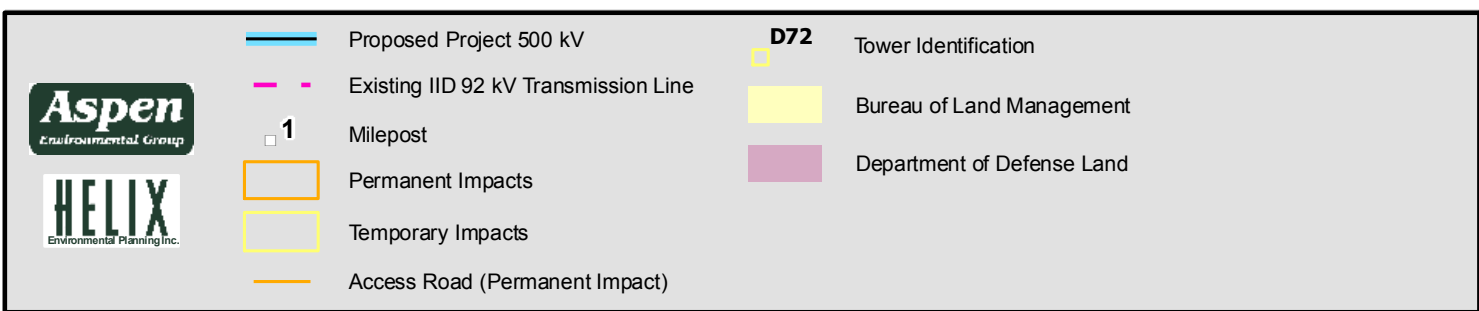 Aspen
Environmental Group
HELIX
Environmental Planning Inc.
Proposed Project 500 kV
Existing IID 92 kV Transmission Line
1 Milepost
Permanent Impacts
Temporary Impacts
Access Road (Permanent Impact)
D72 Tower Identification
Bureau of Land Management
Department of Defense Land